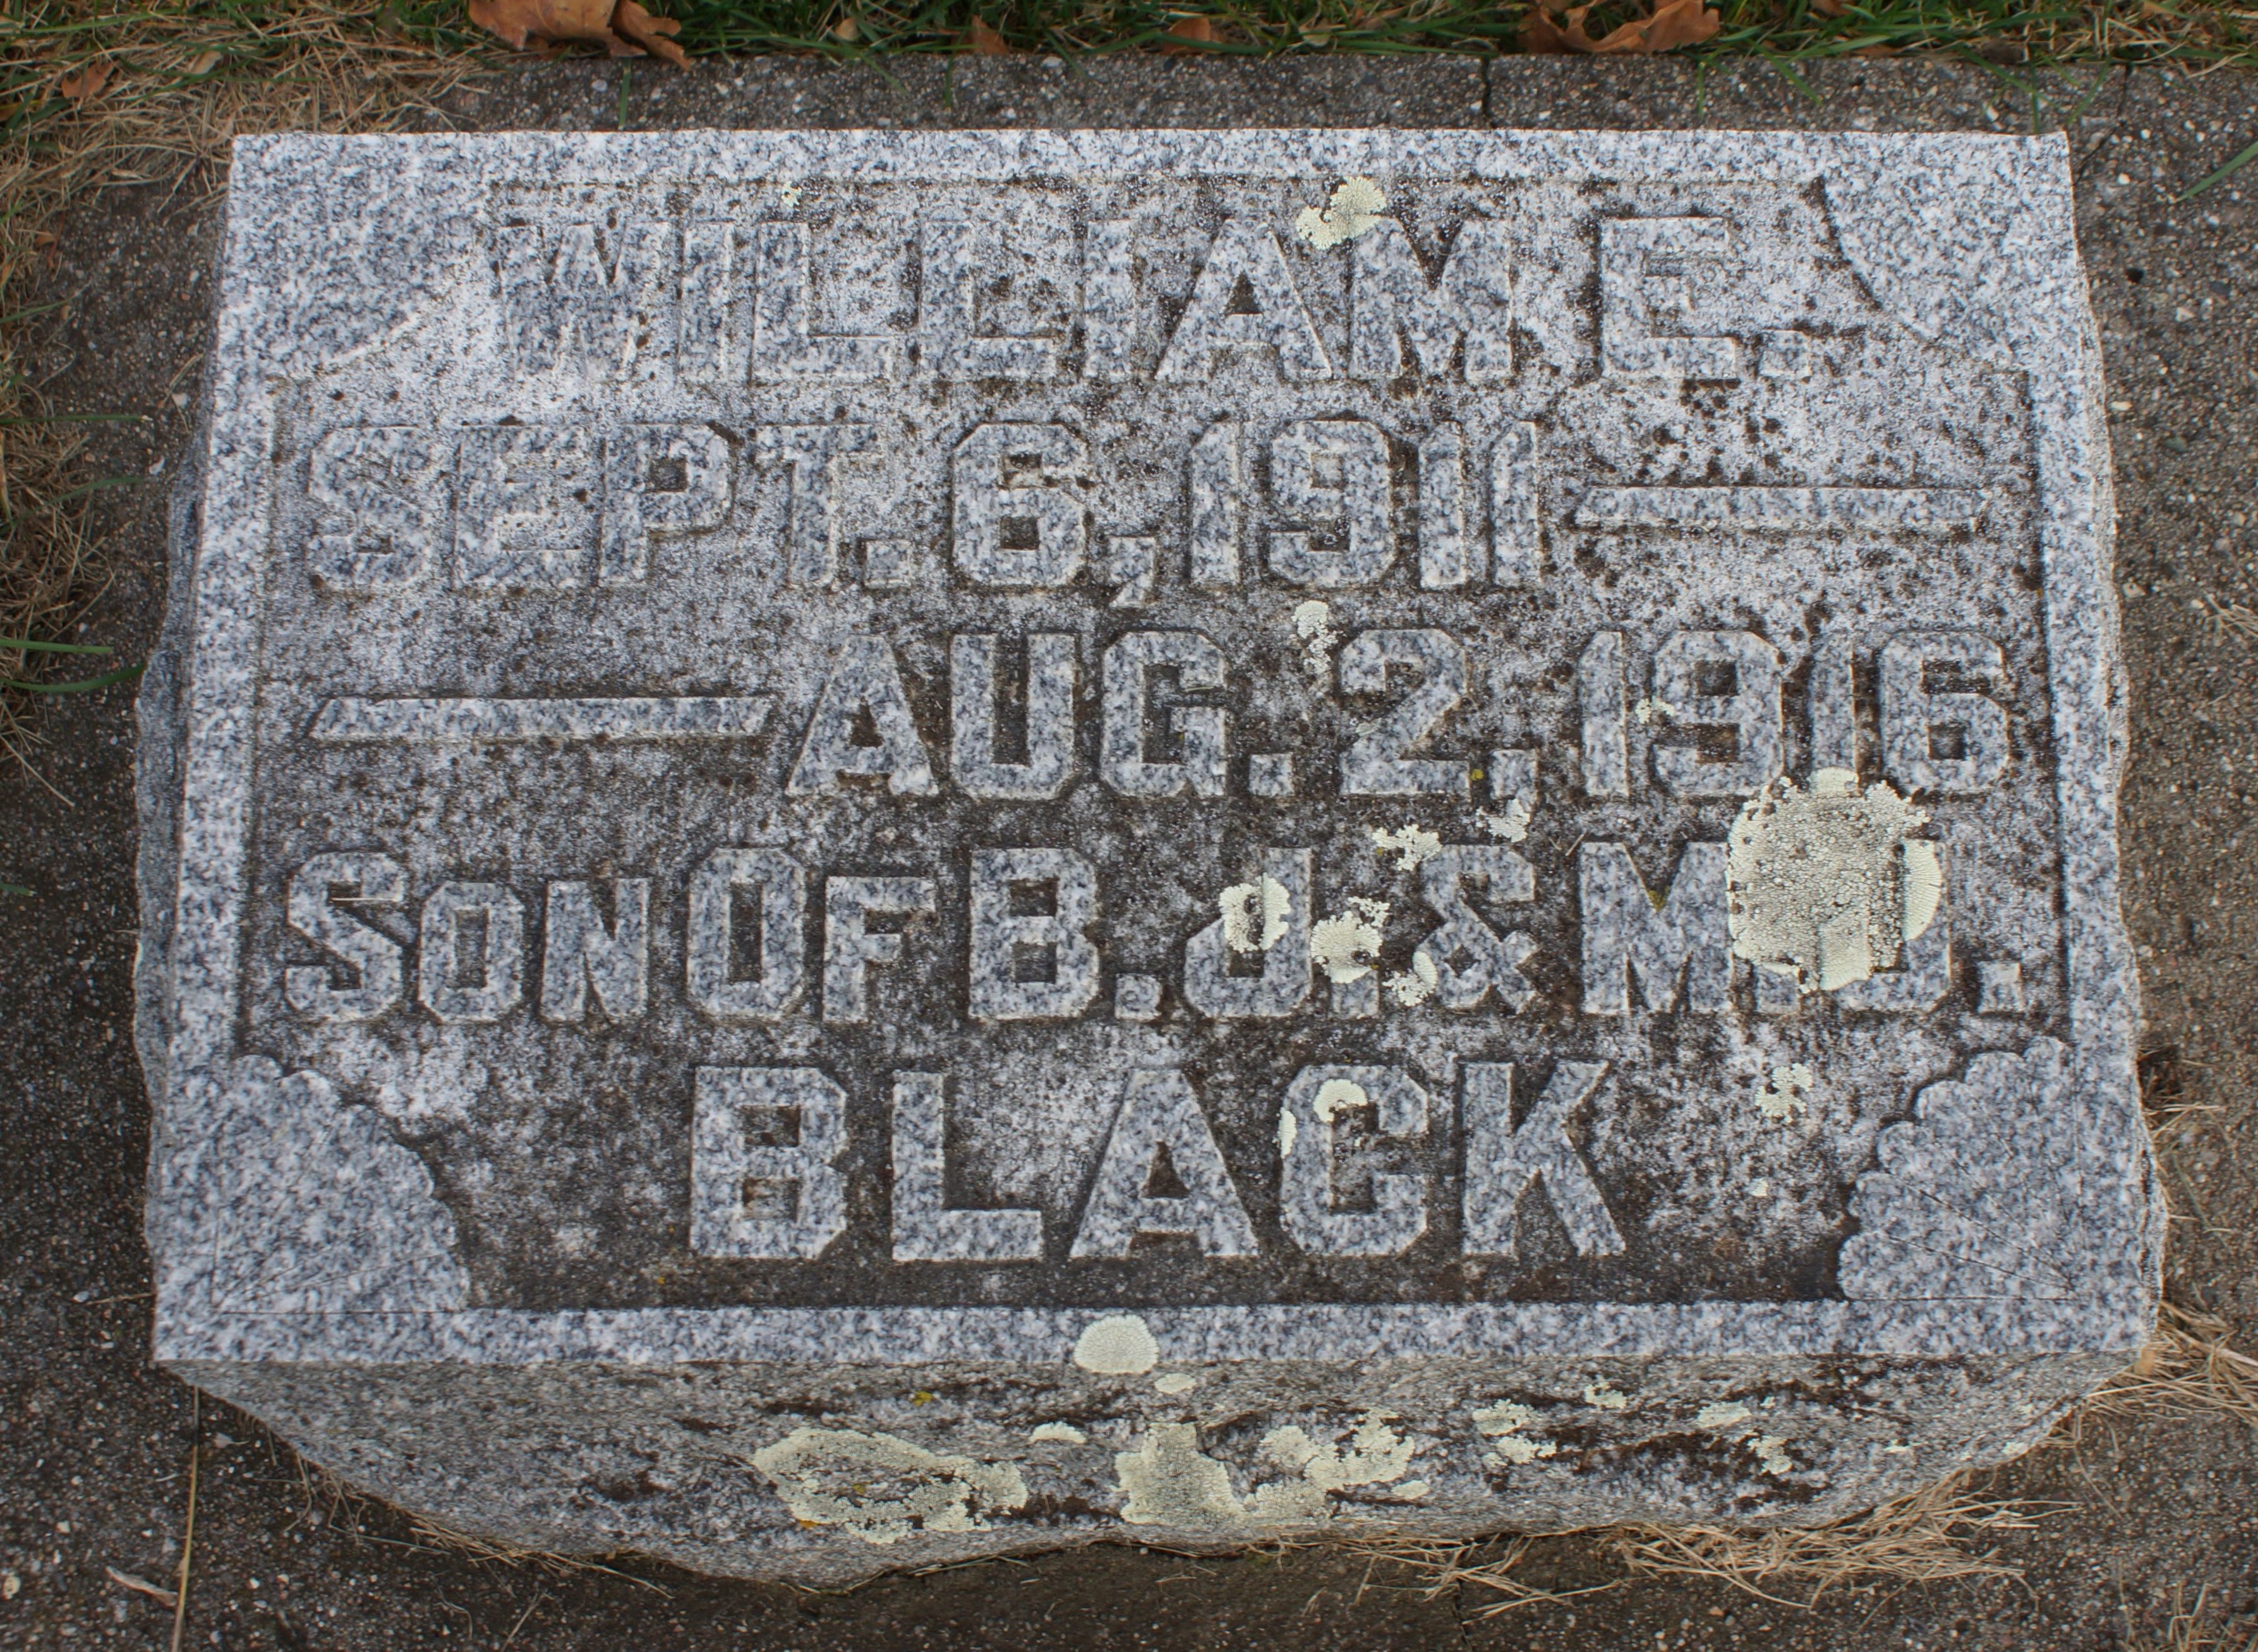 WILLIAM E.
SEPT. 6, 1911
AUG. 2, 1916
SON OF B. J. & M. J.
BLACK